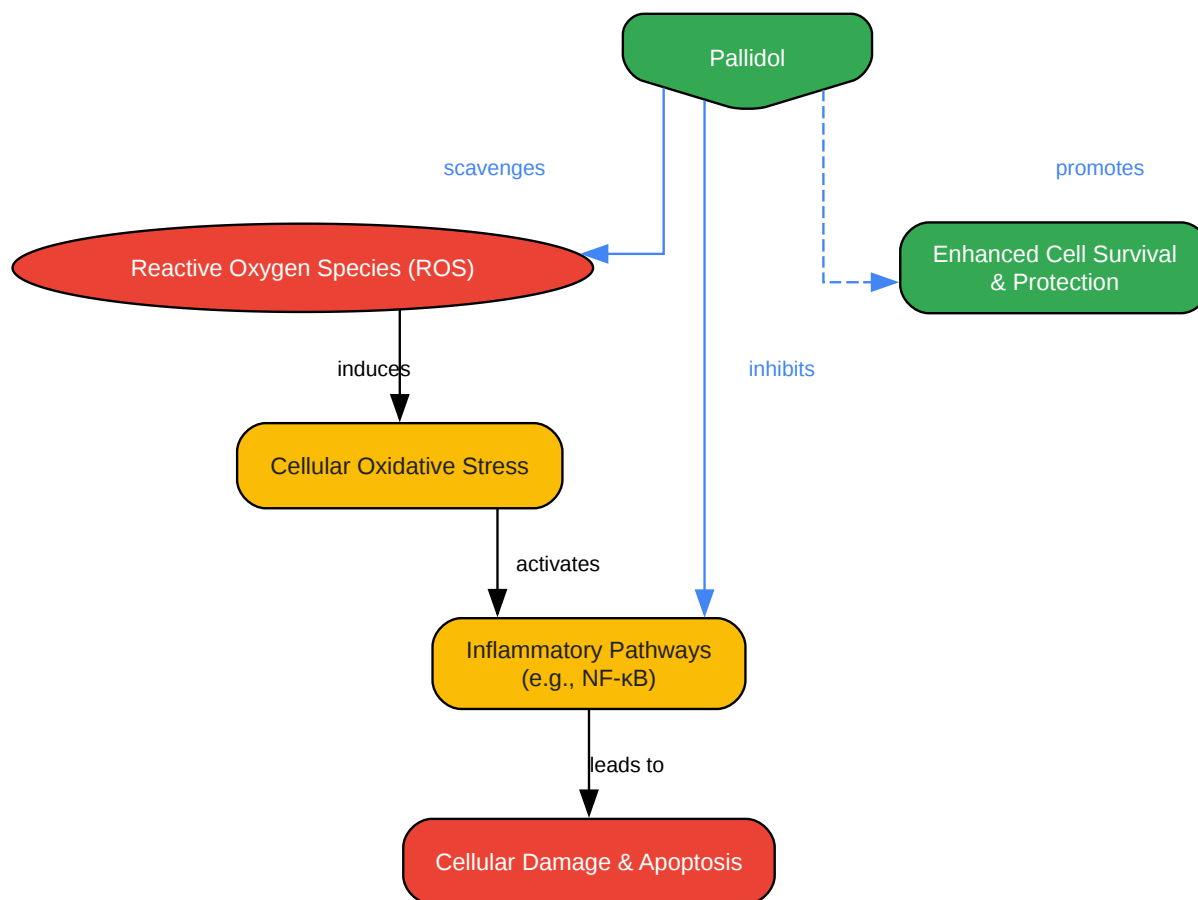 Pallidol
scavenges
promotes
Reactive Oxygen Species (ROS)
Enhanced Cell Survival
& Protection
induces
inhibits
Cellular Oxidative Stress
activates
Inflammatory Pathways
(e.g., NF-κB)
leads to
Cellular Damage & Apoptosis